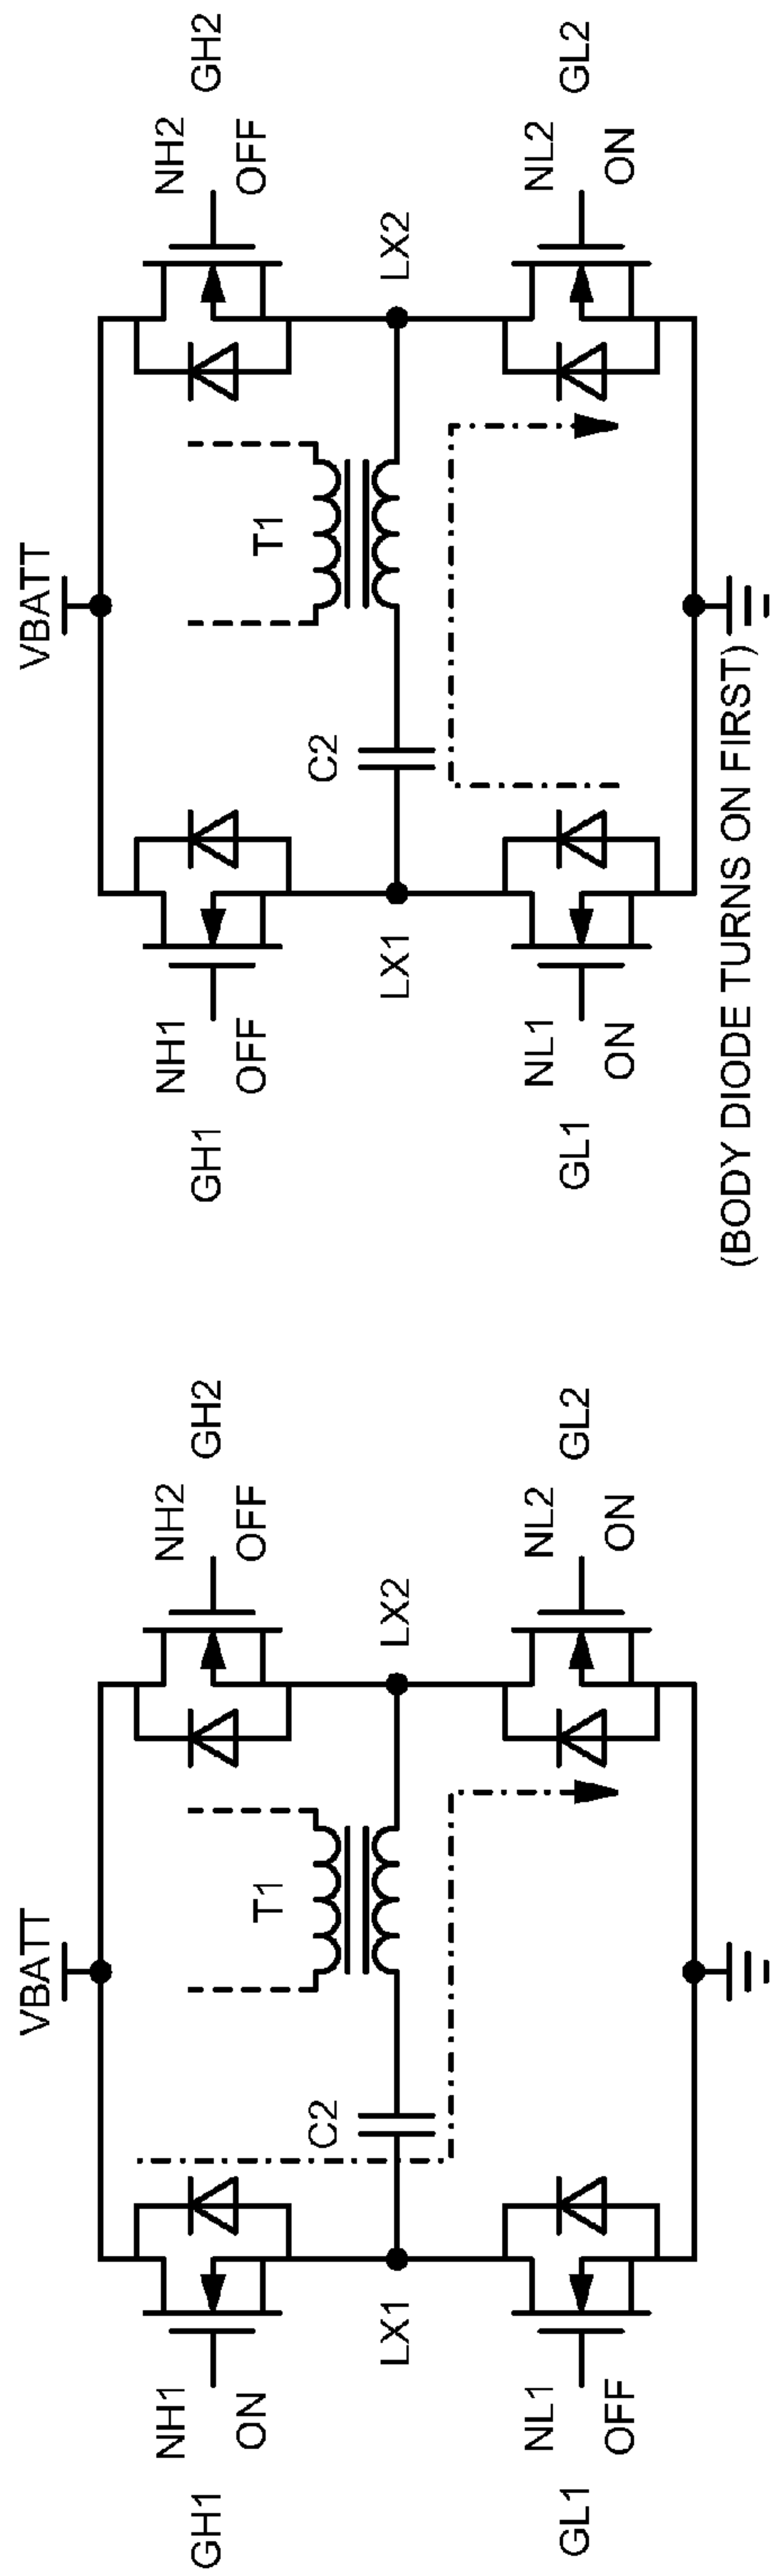 VBATT
GH1
NH1
ON
T1
NH2
OFF
GH2
LX1
C2
LX2
GL1
NL1
OFF
NL2
ON
GL2
VBATT
GH1
NH1
OFF
T1
NH2
OFF
GH2
LX1
C2
LX2
GL1
NL1
ON
NL2
ON
GL2
(BODY DIODE TURNS ON FIRST)